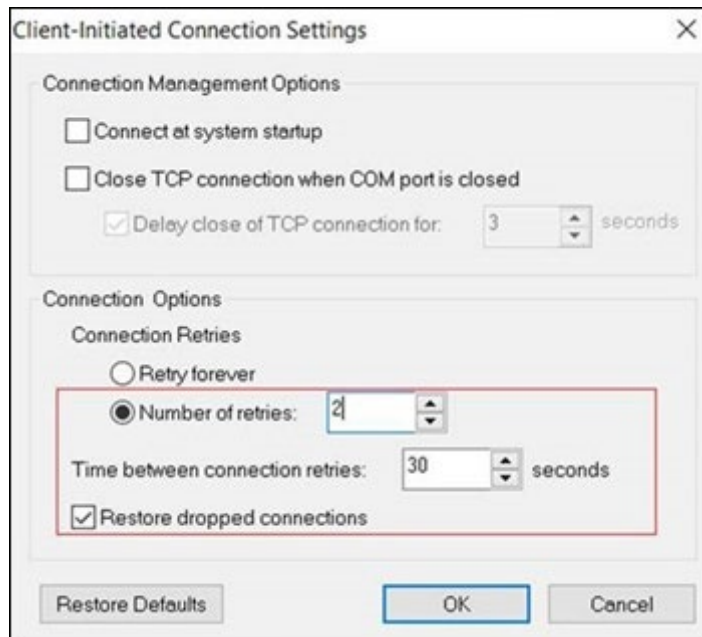 Client-Initiated Connection Settings
Connection Management Options
Connect at system startup
Close TCP connection when COM port is closed
Delay close of TCP connection for: 3 seconds
Connection Options
Connection Retries
Retry forever
Number of retries: 2
Time between connection retries: 30 seconds
Restore dropped connections
Restore Defaults OK Cancel